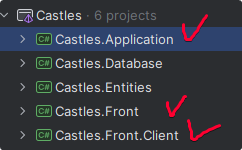 Castles · 6 projects
C# Castles.Application
C# Castles.Database
C# Castles.Entities
C# Castles.Front
C# Castles.Front.Client